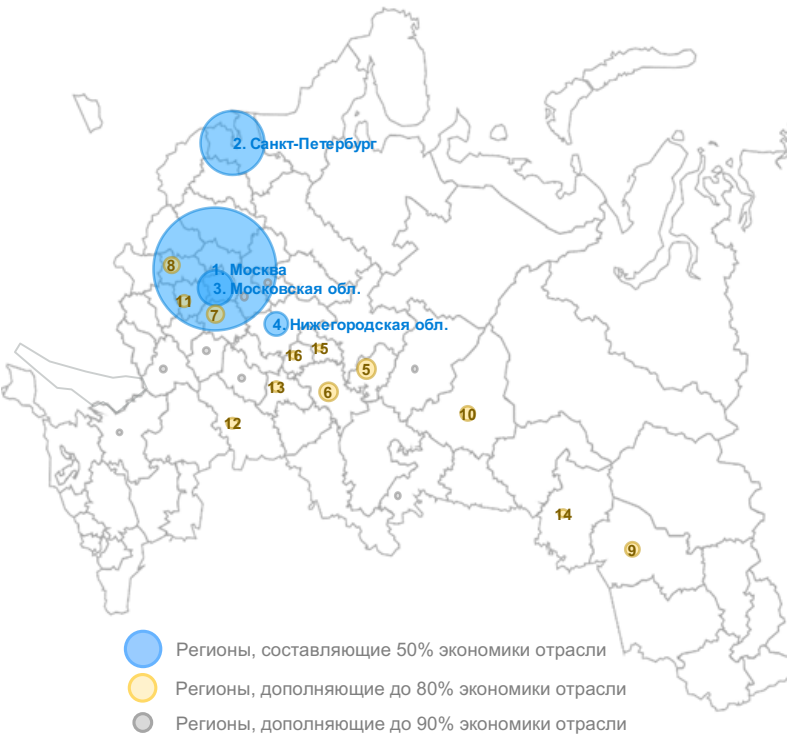 2. Санкт-Петербург
8
1. Москва
3. Московская обл.
11
7
4. Нижегородская обл.
16
15
5
13
6
10
12
14
9
Регионы, составляющие 50% экономики отрасли
Регионы, дополняющие до 80% экономики отрасли
Регионы, дополняющие до 90% экономики отрасли